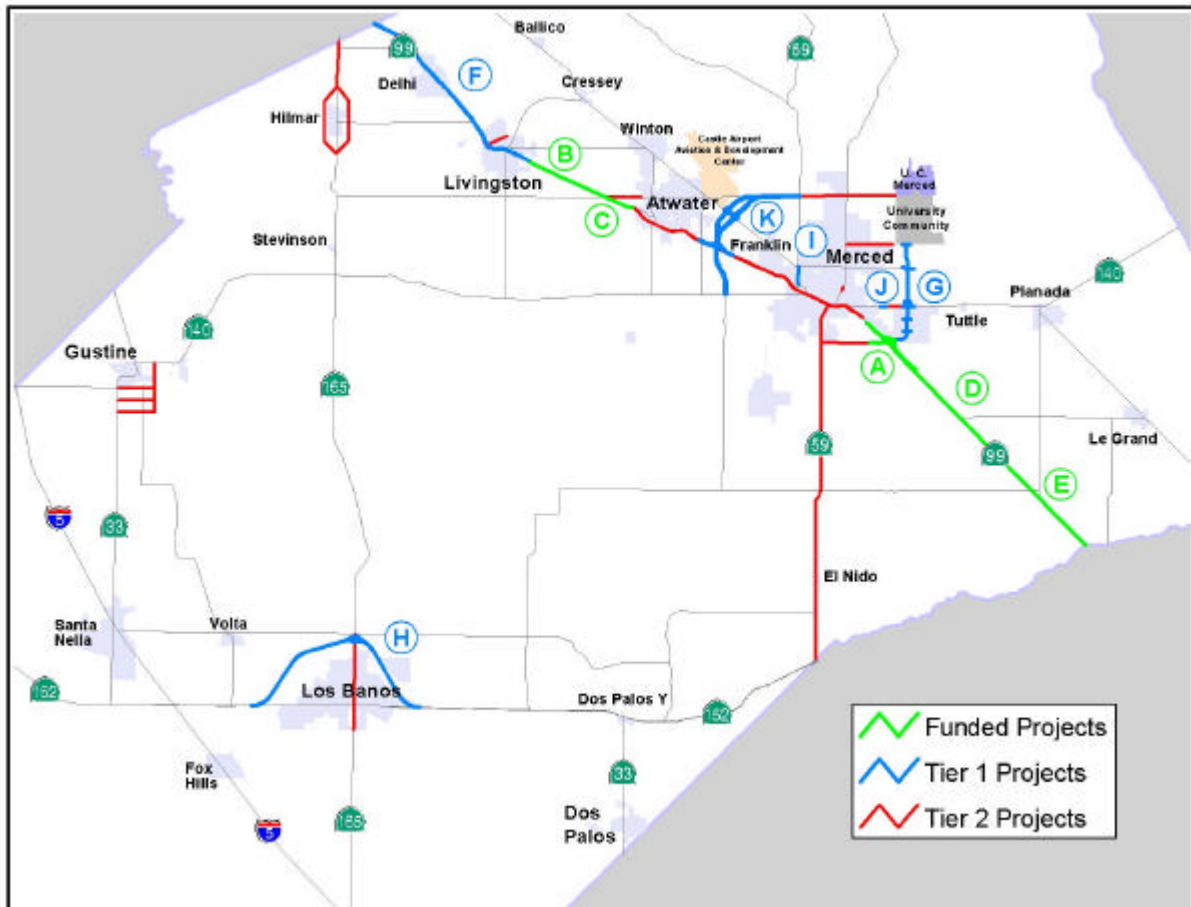 Ballico
99
59
Delhi
F
Cressey
Hilmar
Winton
Castle Airport
Aviation & Development
Center
B
Livingston
U. C.
Merced
Atwater
K
University
Community
C
Stevinson
Franklin
I
Merced
140
J
G
Planada
Tuttle
140
Gustine
A
165
D
Le Grand
59
99
E
5
33
El Nido
Santa
Nella
Volta
H
152
Los Banos
Dos Palos Y
152
Funded Projects
Fox
Hills
33
Tier 1 Projects
5
165
Dos
Palos
Tier 2 Projects